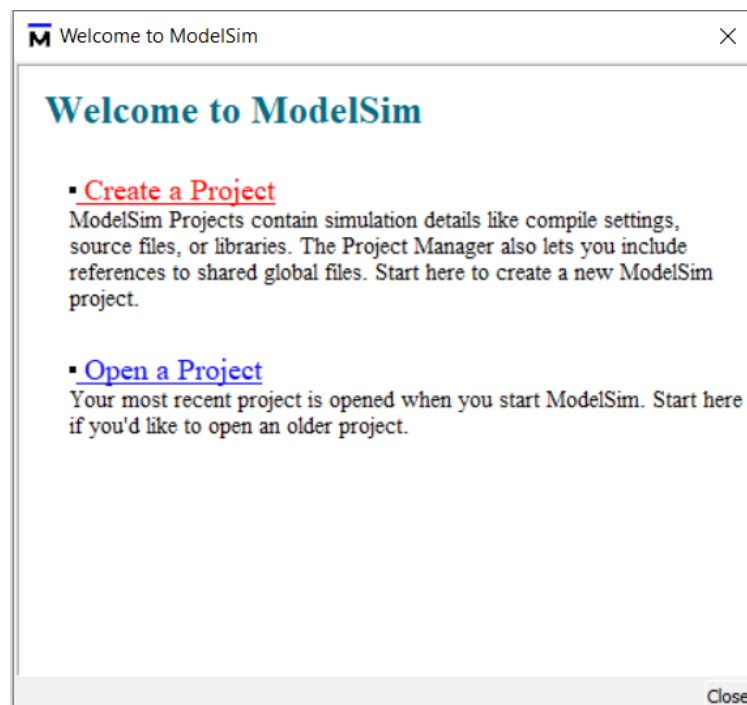 Welcome to ModelSim
Welcome to ModelSim
Create a Project
ModelSim Projects contain simulation details like compile settings,
source files, or libraries. The Project Manager also lets you include
references to shared global files. Start here to create a new ModelSim
project.
Open a Project
Your most recent project is opened when you start ModelSim. Start here
if you'd like to open an older project.
Close